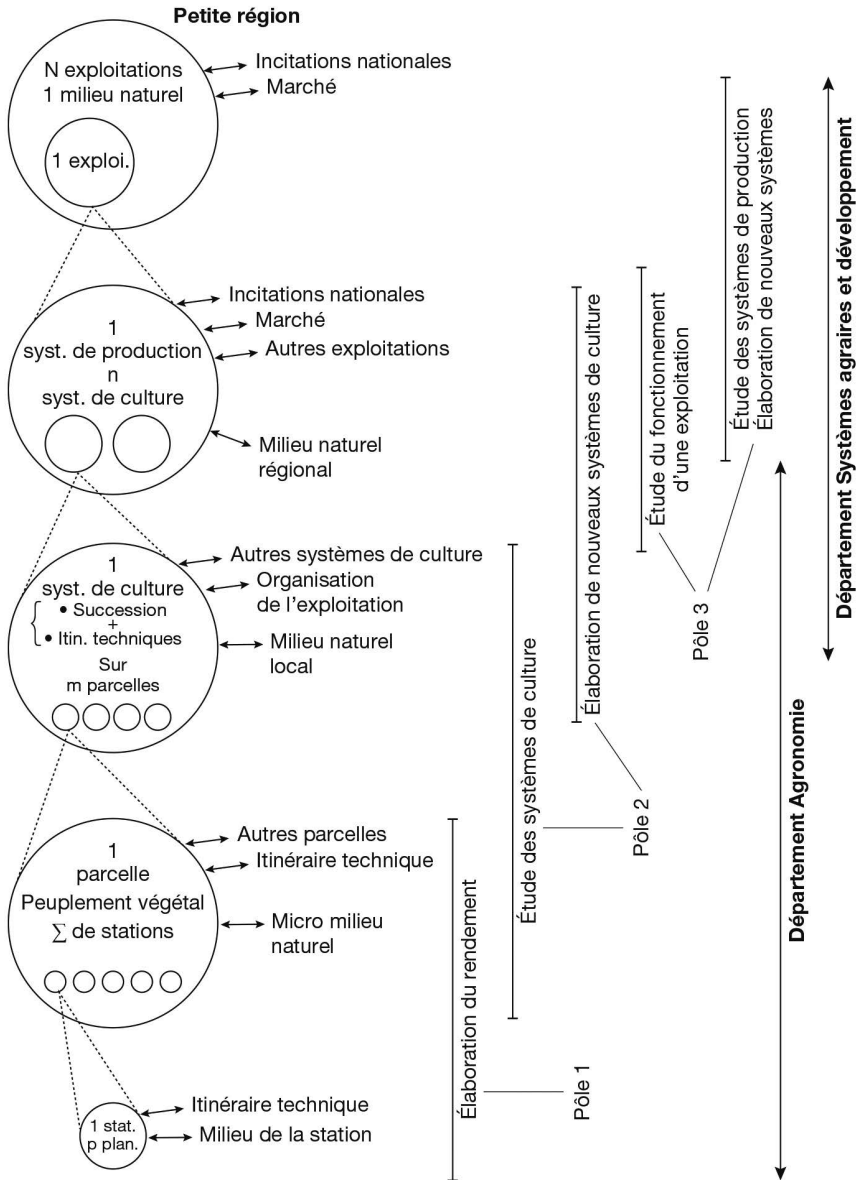 Petite région
N exploitations
1 milieu naturel
1 exploi.
Incitations nationales
Marché
1
syst. de production
n
syst. de culture
Incitations nationales
Marché
Autres exploitations
Milieu naturel
régional
1
syst. de culture
{ • Succession
+
• Itin. techniques
Sur
m parcelles
Autres systèmes de culture
Organisation
de l'exploitation
Milieu naturel
local
1
parcelle
Peuplement végétal
∑ de stations
Autres parcelles
Itinéraire technique
Micro milieu
naturel
1 stat.
p plan.
Itinéraire technique
Milieu de la station
Élaboration du rendement
Pôle 1
Étude des systèmes de culture
Élaboration de nouveaux systèmes de culture
Pôle 2
Étude du fonctionnement
d'une exploitation
Pôle 3
Étude des systèmes de production
Élaboration de nouveaux systèmes
Département Agronomie
Département Systèmes agraires et développement